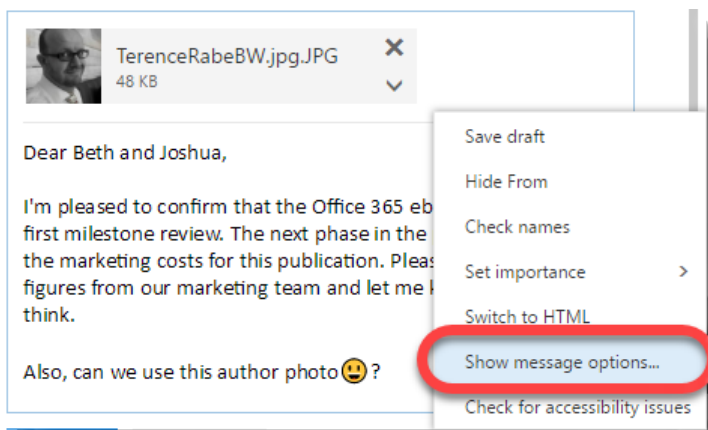 TerenceRabeBW.jpg.JPG
48 KB
Dear Beth and Joshua,
I'm pleased to confirm that the Office 365 eb
first milestone review. The next phase in the
the marketing costs for this publication. Pleas
figures from our marketing team and let me
think.
Also, can we use this author photo😃?
Save draft
Hide From
Check names
Set importance
Switch to HTML
Show message options...
Check for accessibility issues